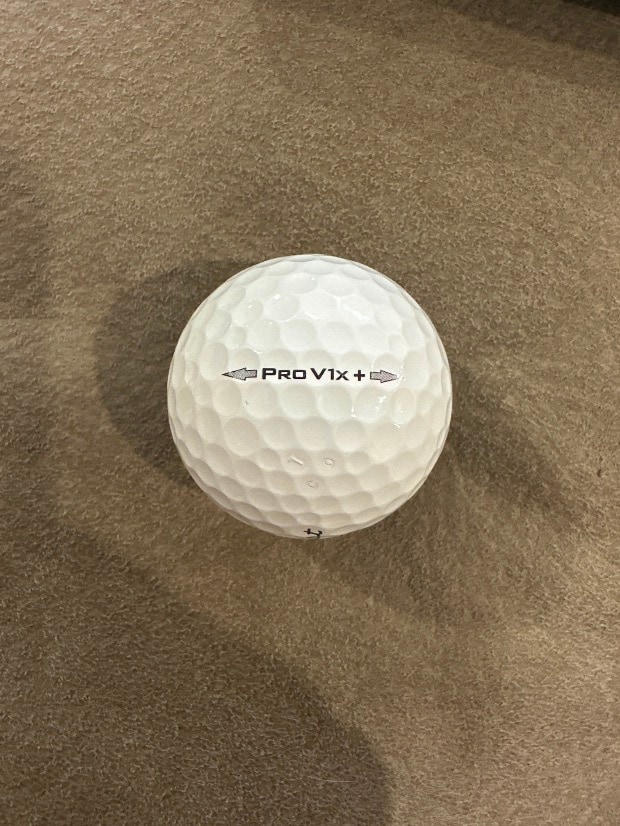 PRO V1X +